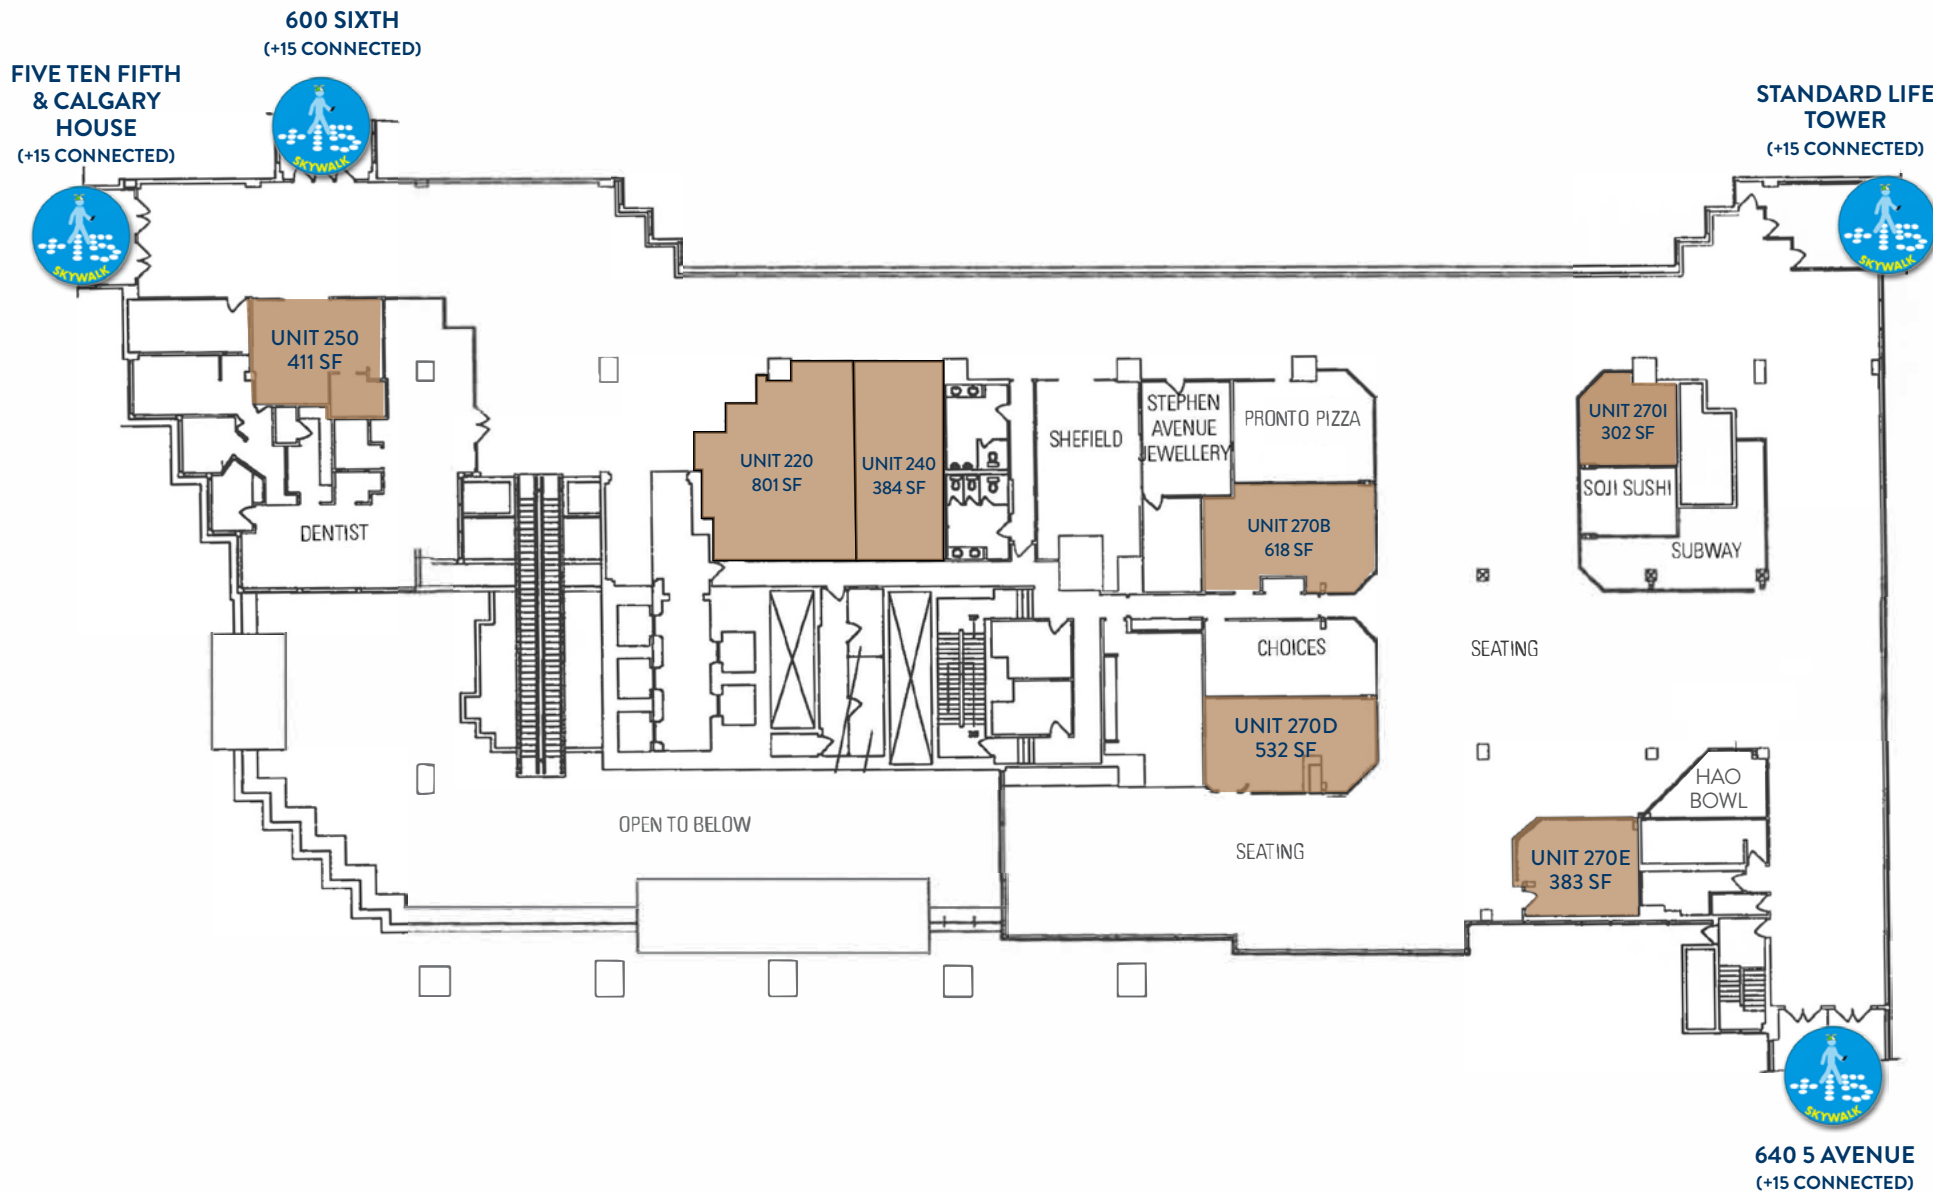 600 SIXTH
(+15 CONNECTED)
FIVE TEN FIFTH
& CALGARY
HOUSE
(+15 CONNECTED)
STANDARD LIFE
TOWER
(+15 CONNECTED)
SKYWALK
SKYWALK
SKYWALK
UNIT 250
411 SF
DENTIST
UNIT 220
801 SF
UNIT 240
384 SF
SHEFIELD
STEPHEN
AVENUE
JEWELLERY
PRONTO PIZZA
UNIT 270B
618 SF
UNIT 270I
302 SF
SOJI SUSHI
SUBWAY
CHOICES
SEATING
UNIT 270D
532 SF
HAO
BOWL
OPEN TO BELOW
SEATING
UNIT 270E
383 SF
SKYWALK
640 5 AVENUE
(+15 CONNECTED)